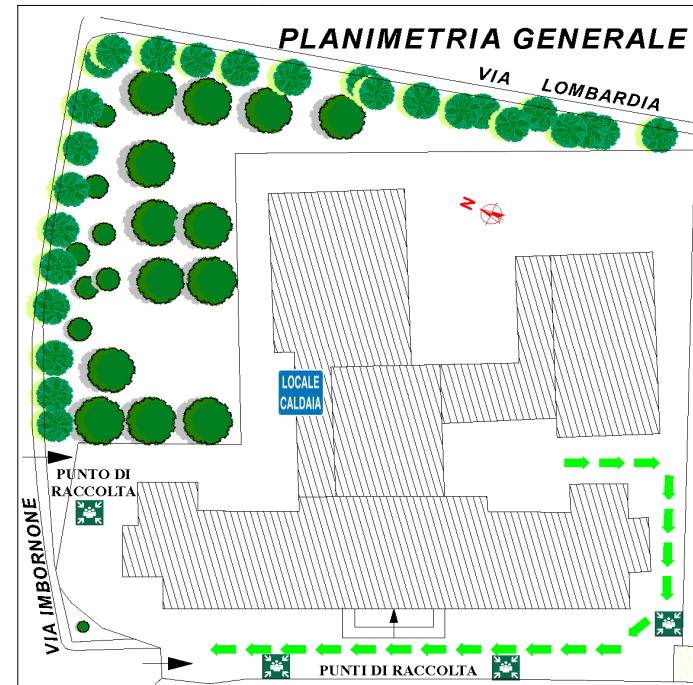 PLANIMETRIA GENERALE
VIA LOMBARDIA
N
LOCALE
CALDAIA
PUNTO DI
RACCOLTA
VIA IMBORNONE
PUNTI DI RACCOLTA